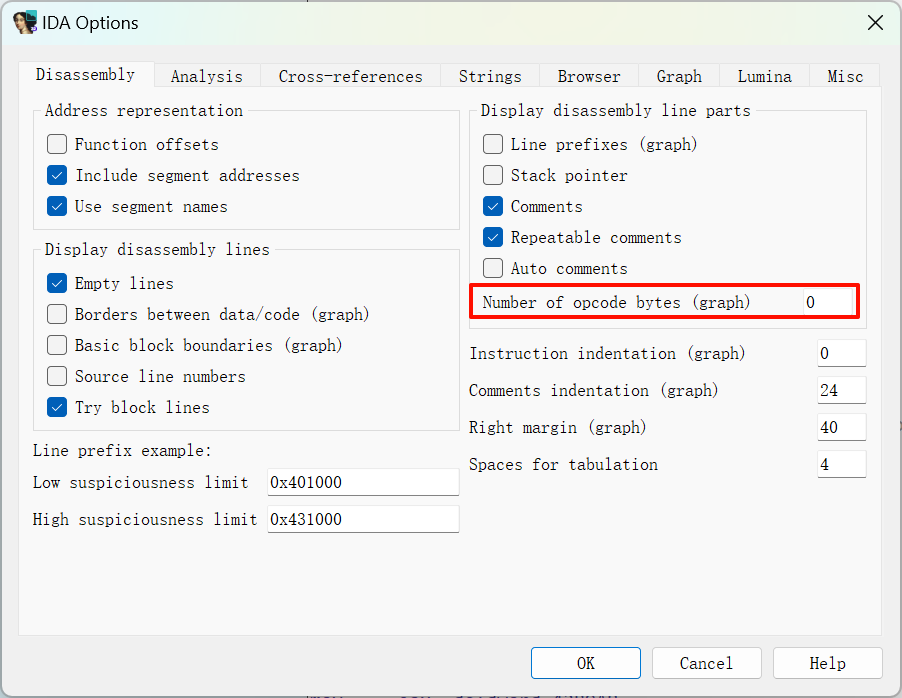 IDA Options
Disassembly Analysis Cross-references Strings Browser Graph Lumina Misc
Address representation
Function offsets
Include segment addresses
Use segment names
Display disassembly lines
Empty lines
Borders between data/code (graph)
Basic block boundaries (graph)
Source line numbers
Try block lines
Line prefix example:
Low suspiciousness limit 0x401000
High suspiciousness limit 0x431000
Display disassembly line parts
Line prefixes (graph)
Stack pointer
Comments
Repeatable comments
Auto comments
Number of opcode bytes (graph) 0
Instruction indentation (graph) 0
Comments indentation (graph) 24
Right margin (graph) 40
Spaces for tabulation 4
OK Cancel Help